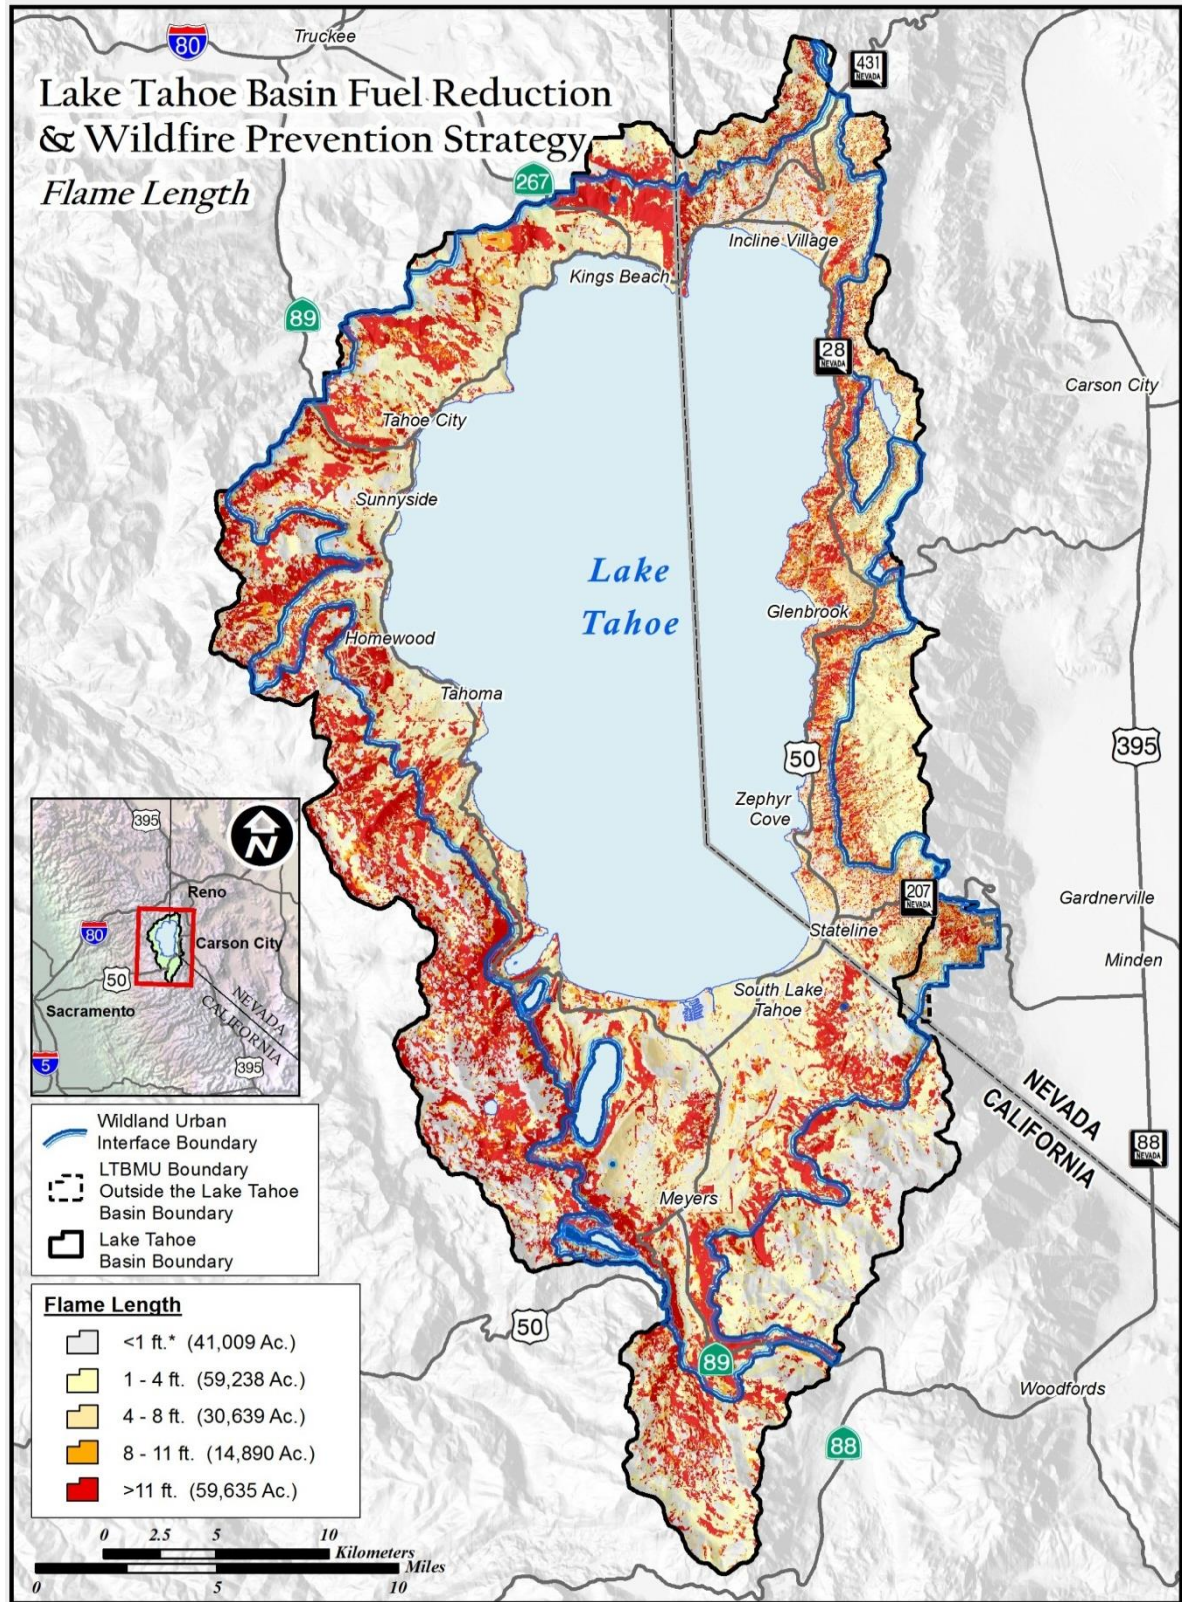 80
Truckee
431
NEVADA
Lake Tahoe Basin Fuel Reduction
& Wildfire Prevention Strategy
Flame Length
267
Incline Village
Kings Beach
89
28
NEVADA
Carson City
Tahoe City
Sunnyside
Lake
Tahoe
Glenbrook
Homewood
Tahoma
395
50
Zephyr
Cove
207
NEVADA
Gardnerville
Stateline
Minden
South Lake
Tahoe
NEVADA
CALIFORNIA
88
NEVADA
Meyers
50
89
Woodfords
88
395
N
Reno
80
Carson City
50
Sacramento
NEVADA
CALIFORNIA
5
395
Wildland Urban
Interface Boundary
LTBMU Boundary
Outside the Lake Tahoe
Basin Boundary
Lake Tahoe
Basin Boundary
Flame Length
<1 ft.* (41,009 Ac.)
1 - 4 ft. (59,238 Ac.)
4 - 8 ft. (30,639 Ac.)
8 - 11 ft. (14,890 Ac.)
>11 ft. (59,635 Ac.)
0 2.5 5 10
Kilometers
Miles
0 5 10